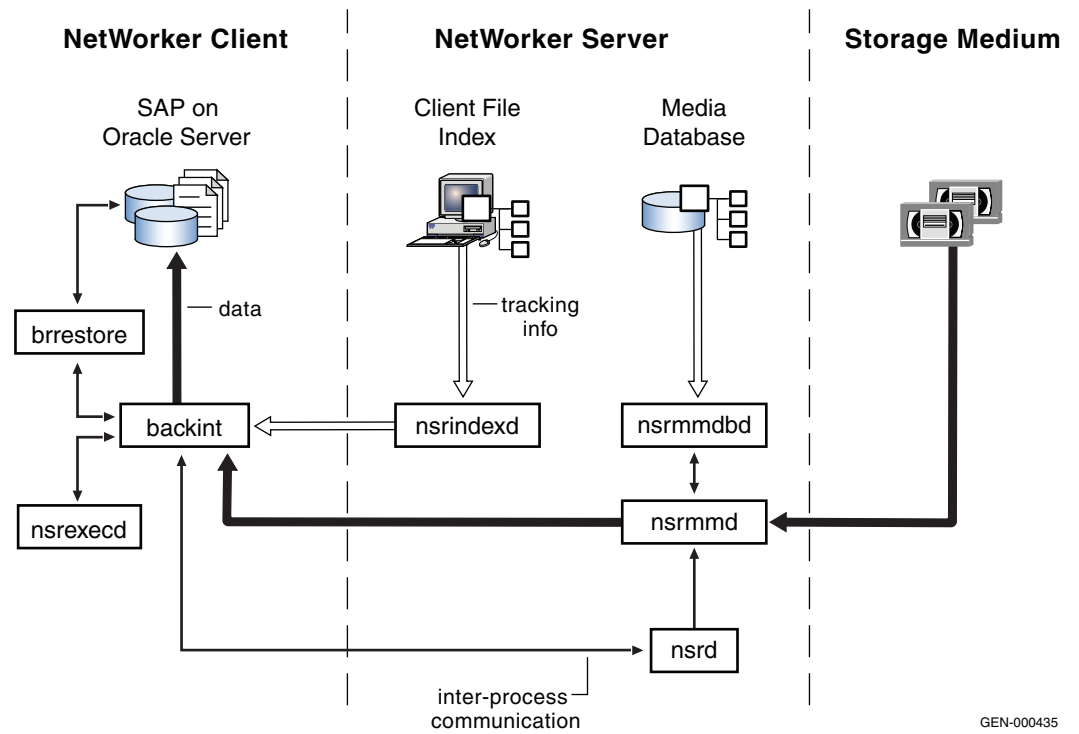 NetWorker Client
NetWorker Server
Storage Medium
SAP on
Oracle Server
Client File
Index
Media
Database
data
tracking
info
brrestore
backint
nsrindexd
nsrmmdbd
nsrexecd
nsrmmd
nsrd
inter-process
communication
GEN-000435